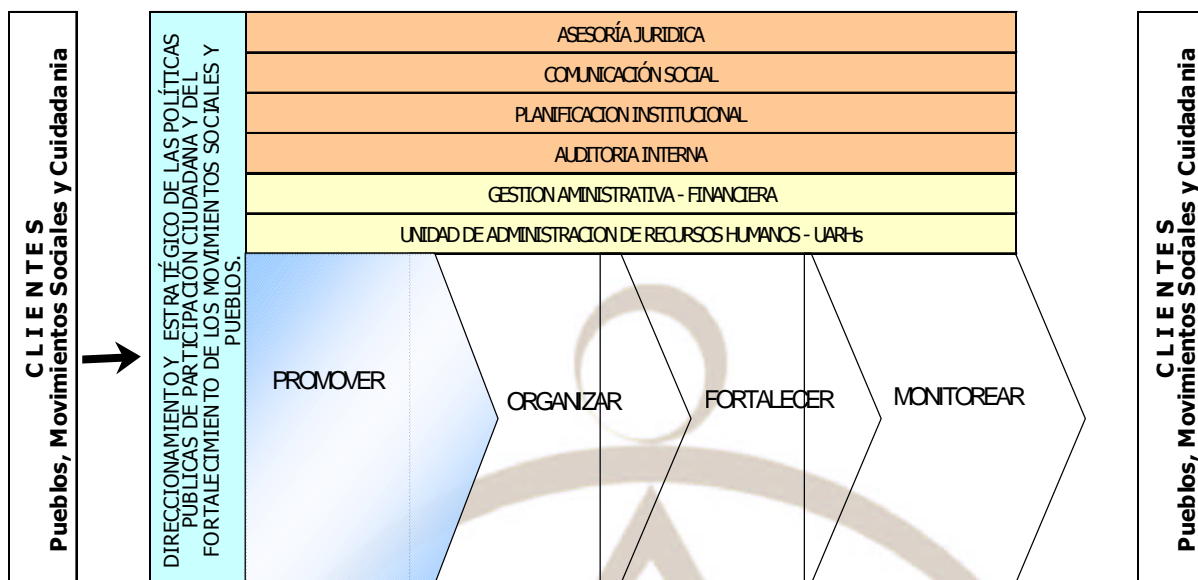 CLIENTES
Pueblos, Movimientos Sociales y Cuidadania
DIRECCIONAMIENTO Y ESTRATÉGICO DE LAS POLÍTICAS
PUBLICAS DE PARTICIPACIÓN CIUDADANA Y DEL
FORTALECIMIENTO DE LOS MOVIMIENTOS SOCIALES Y
PUEBLOS.
ASESORÍA JURIDICA
COMUNICACIÓN SOCIAL
PLANIFICACION INSTITUCIONAL
AUDITORIA INTERNA
GESTION AMINISTRATIVA - FINANCIERA
UNIDAD DE ADMINISTRACION DE RECURSOS HUMANOS - UARHs
PROMOVER
ORGANIZAR
FORTALECER
MONITOREAR
CLIENTES
Pueblos, Movimientos Sociales y Cuidadania